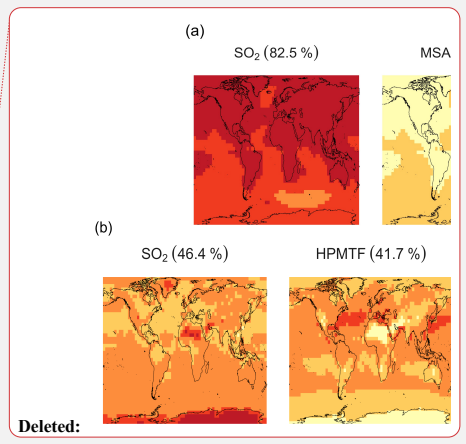 (a)
SO₂ (82.5 %)
MSA
(b)
SO₂ (46.4 %)
HPMTF (41.7 %)
Deleted: